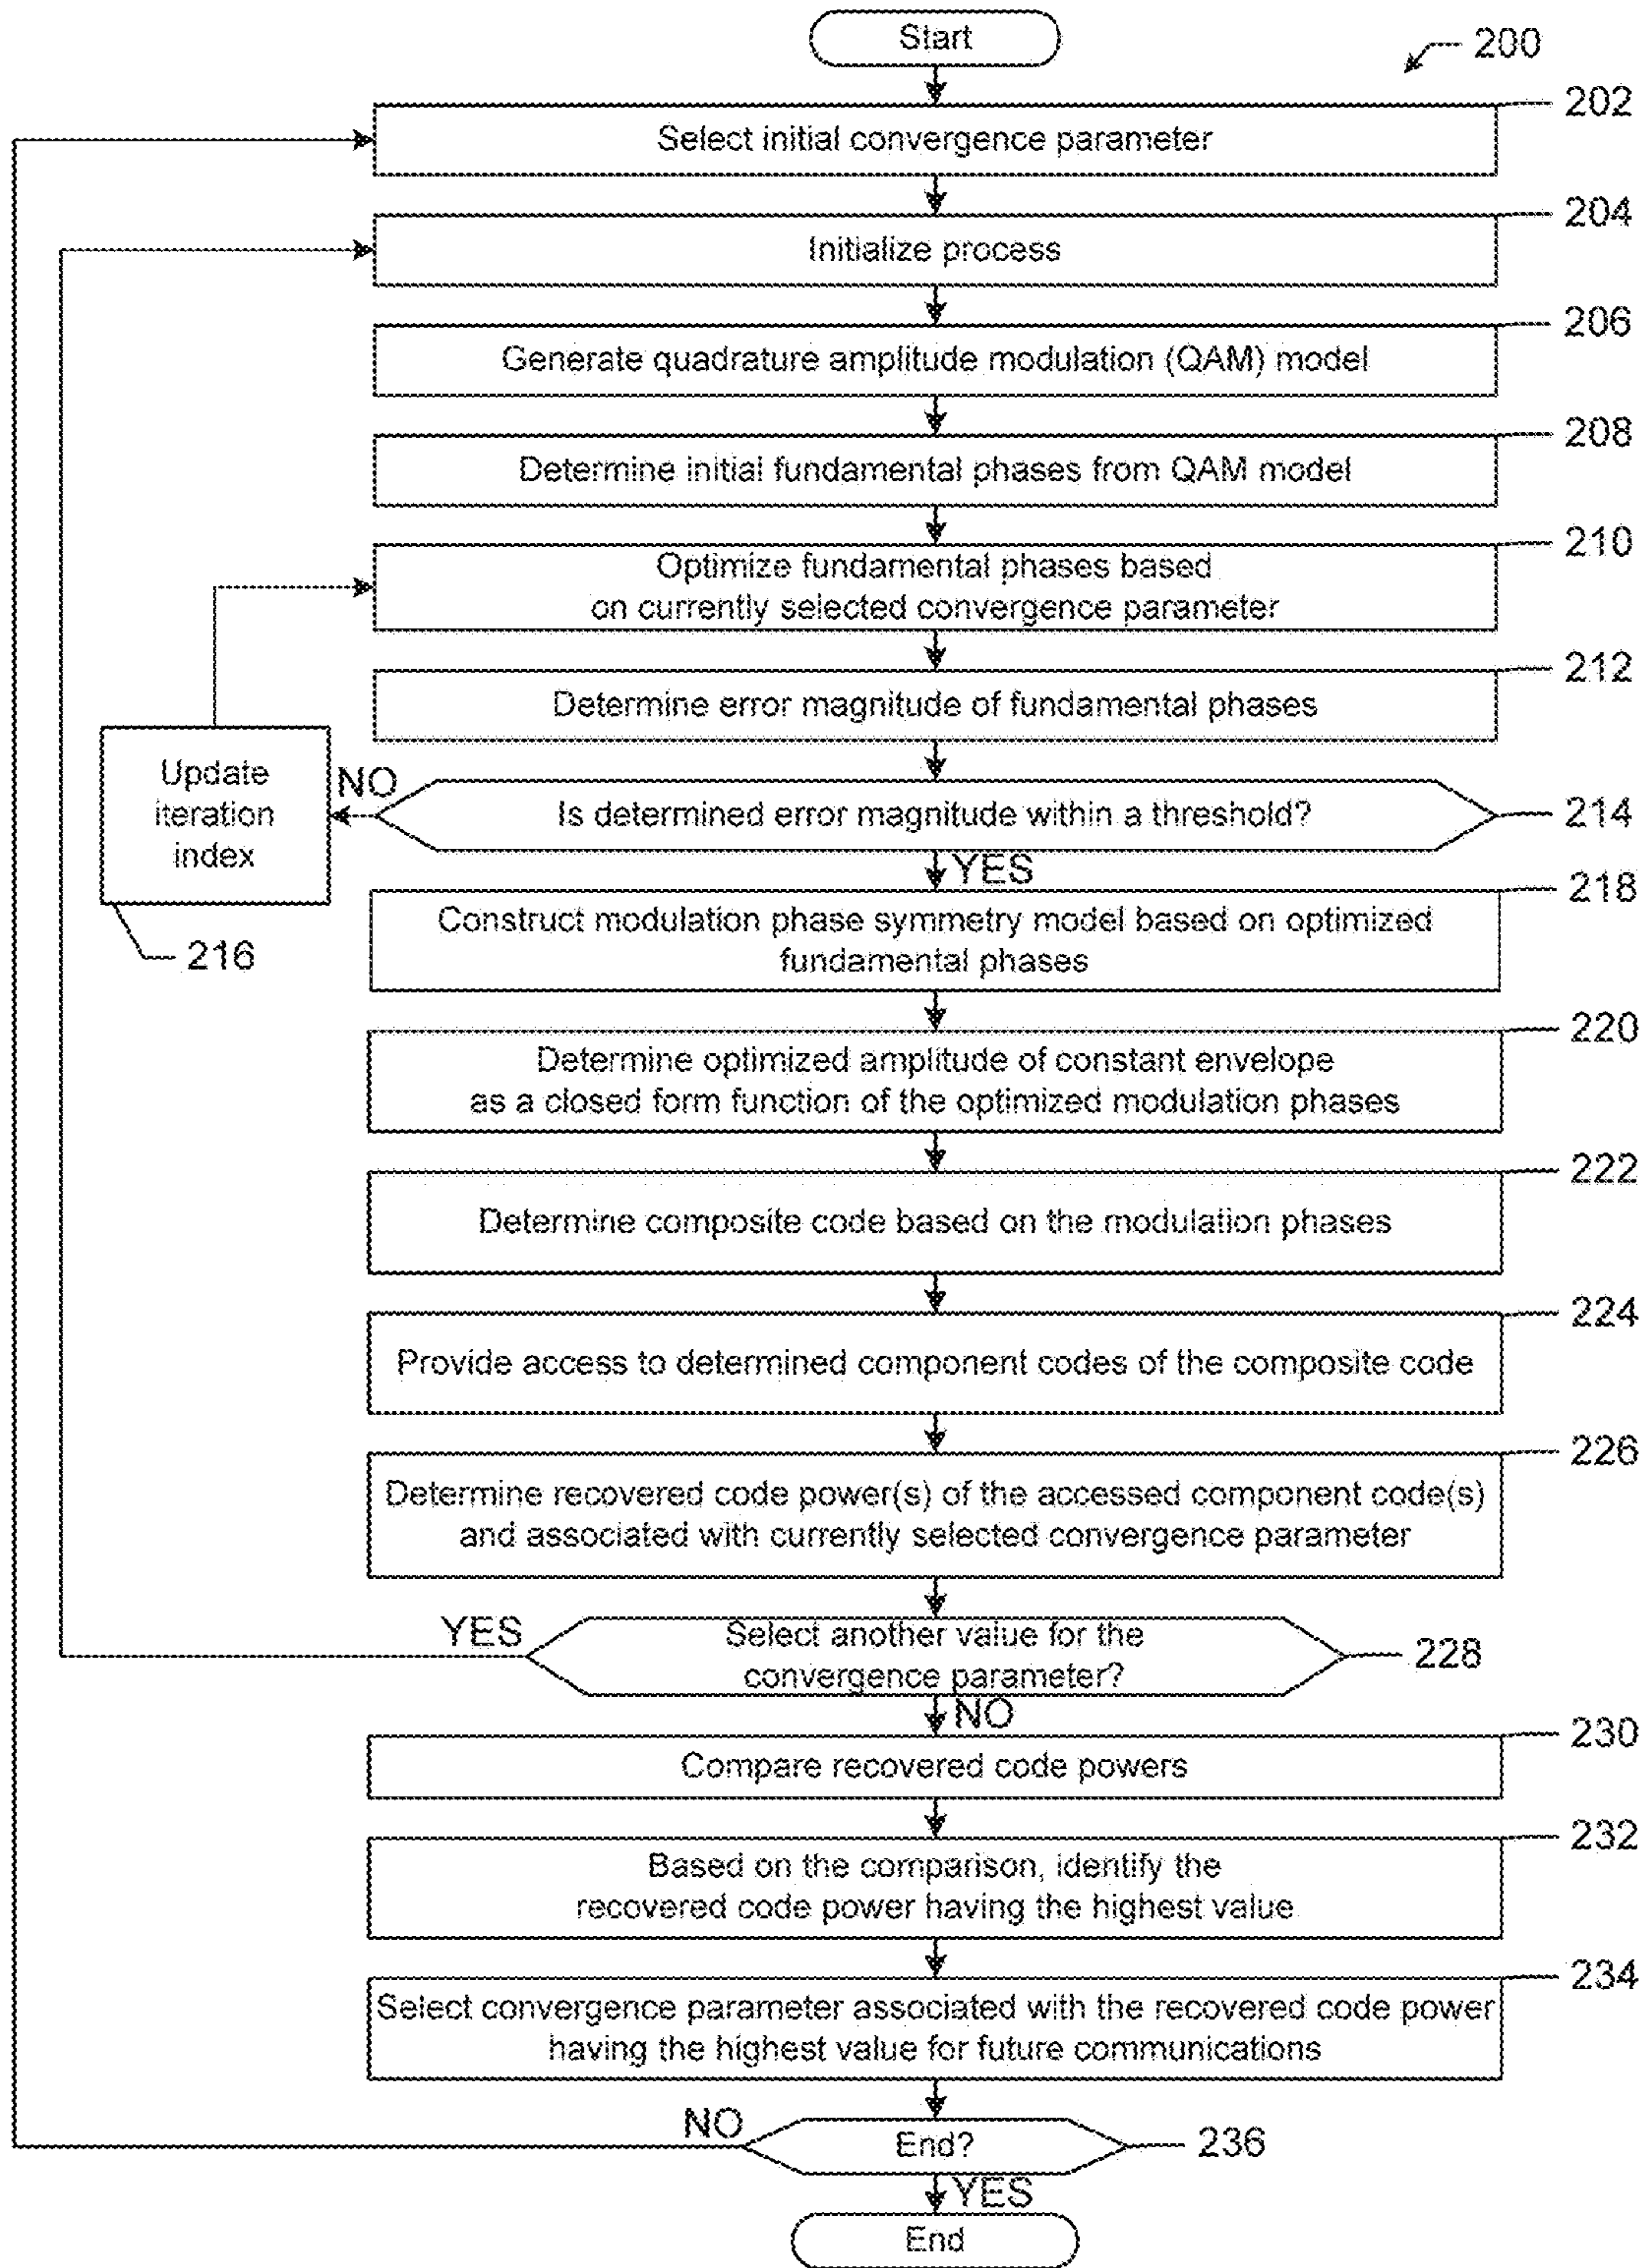 Start
200
202
Select initial convergence parameter
204
Initialize process
206
Generate quadrature amplitude modulation (QAM) model
208
Determine initial fundamental phases from QAM model
210
Optimize fundamental phases based
on currently selected convergence parameter
212
Determine error magnitude of fundamental phases
Update
iteration
index
NO
Is determined error magnitude within a threshold?
214
YES
216
218
Construct modulation phase symmetry model based on optimized
fundamental phases
220
Determine optimized amplitude of constant envelope
as a closed form function of the optimized modulation phases
222
Determine composite code based on the modulation phases
224
Provide access to determined component codes of the composite code
226
Determine recovered code power(s) of the accessed component code(s)
and associated with currently selected convergence parameter
YES
Select another value for the
convergence parameter?
228
NO
230
Compare recovered code powers
232
Based on the comparison, identify the
recovered code power having the highest value
234
Select convergence parameter associated with the recovered code power
having the highest value for future communications
NO
End?
236
YES
End